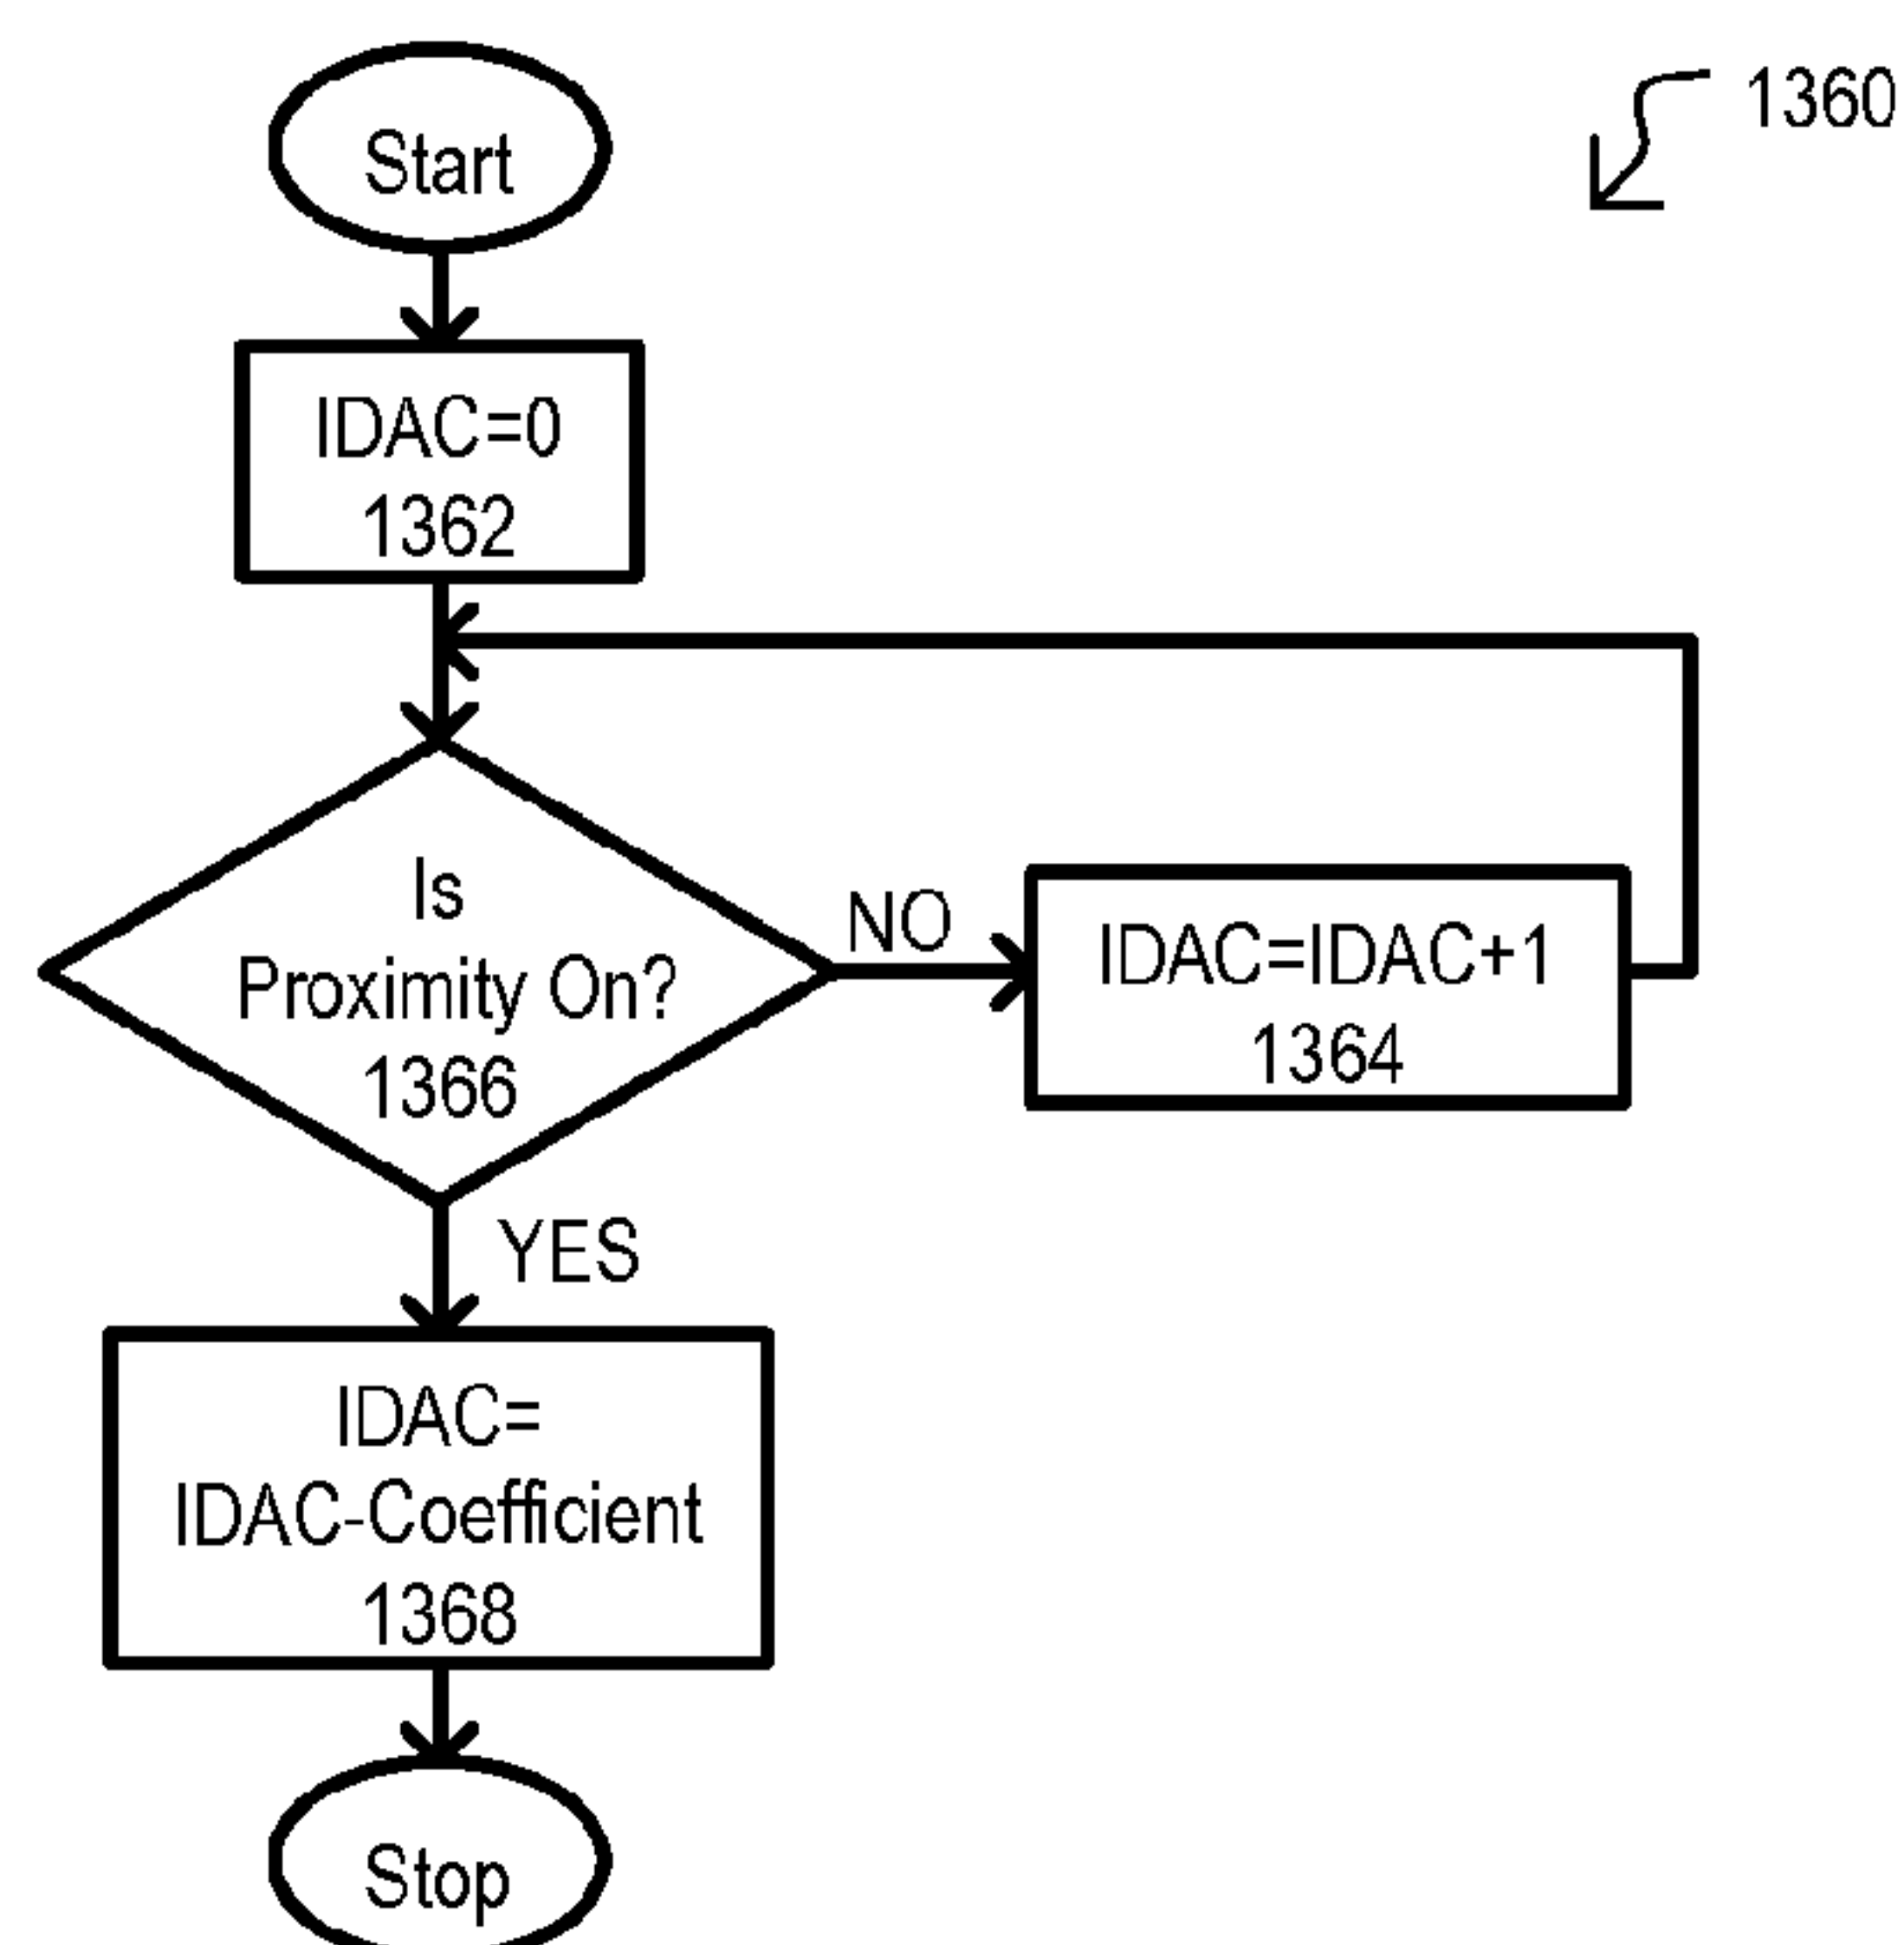 Start
1360
IDAC=0
1362
Is
Proximity On?
1366
NO
IDAC=IDAC+1
1364
YES
IDAC=
IDAC-Coefficient
1368
Stop